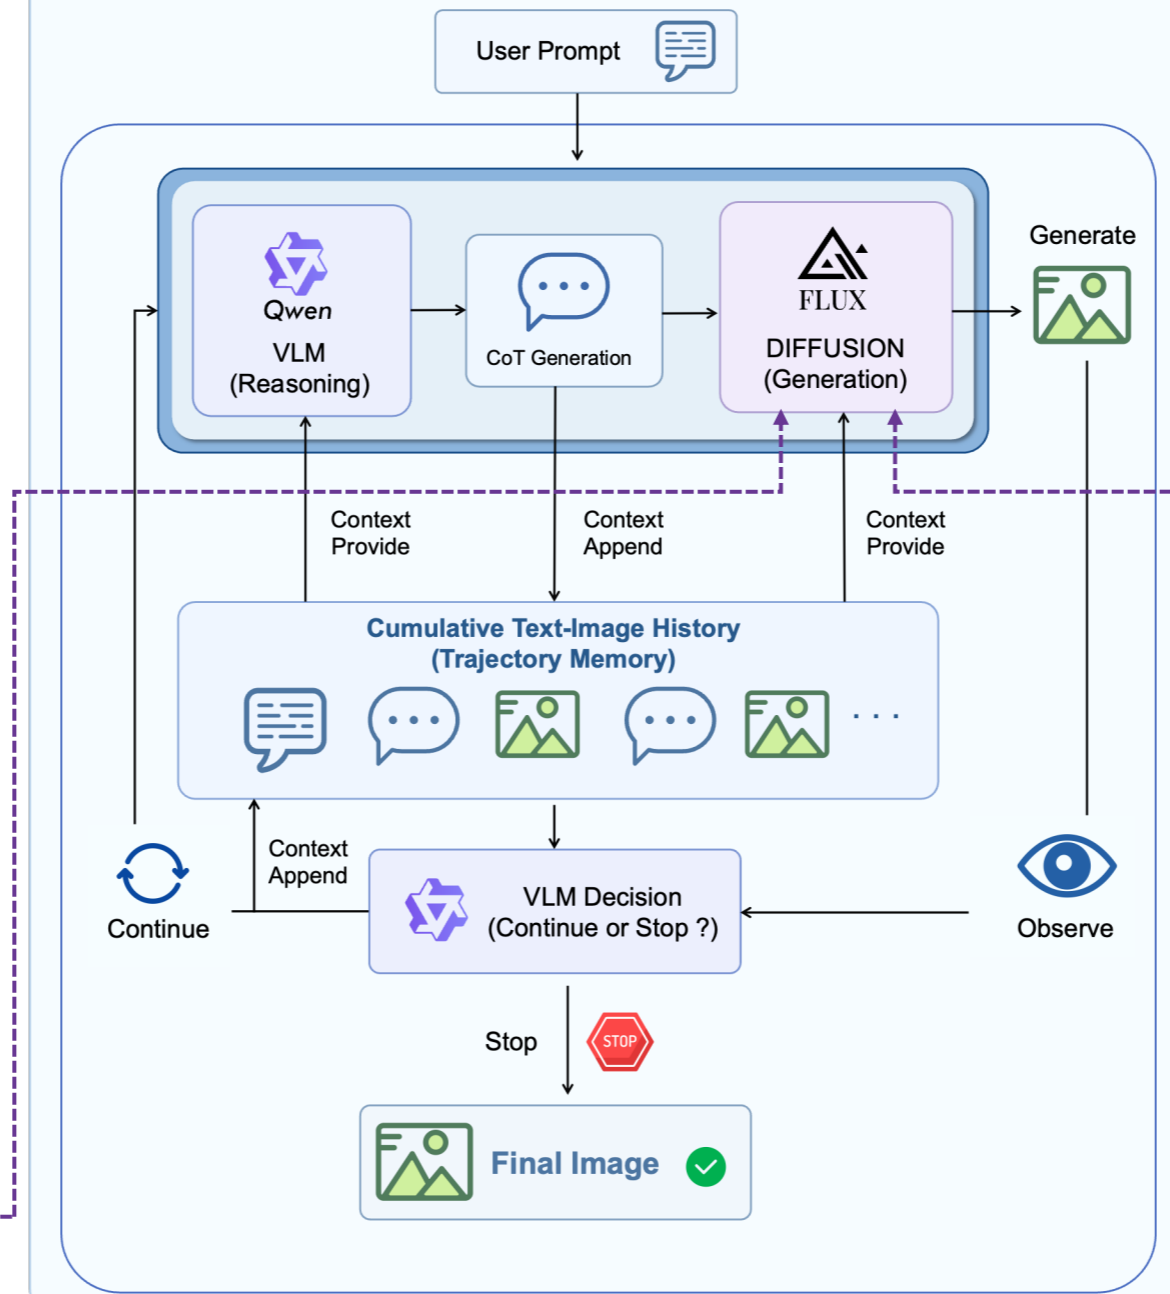 User Prompt
Generate
Qwen
VLM
(Reasoning)
CoT Generation
FLUX
DIFFUSION
(Generation)
Context
Provide
Context
Append
Context
Provide
Cumulative Text-Image History
(Trajectory Memory)
Context
Append
Continue
VLM Decision
(Continue or Stop ?)
Observe
Stop
STOP
Final Image